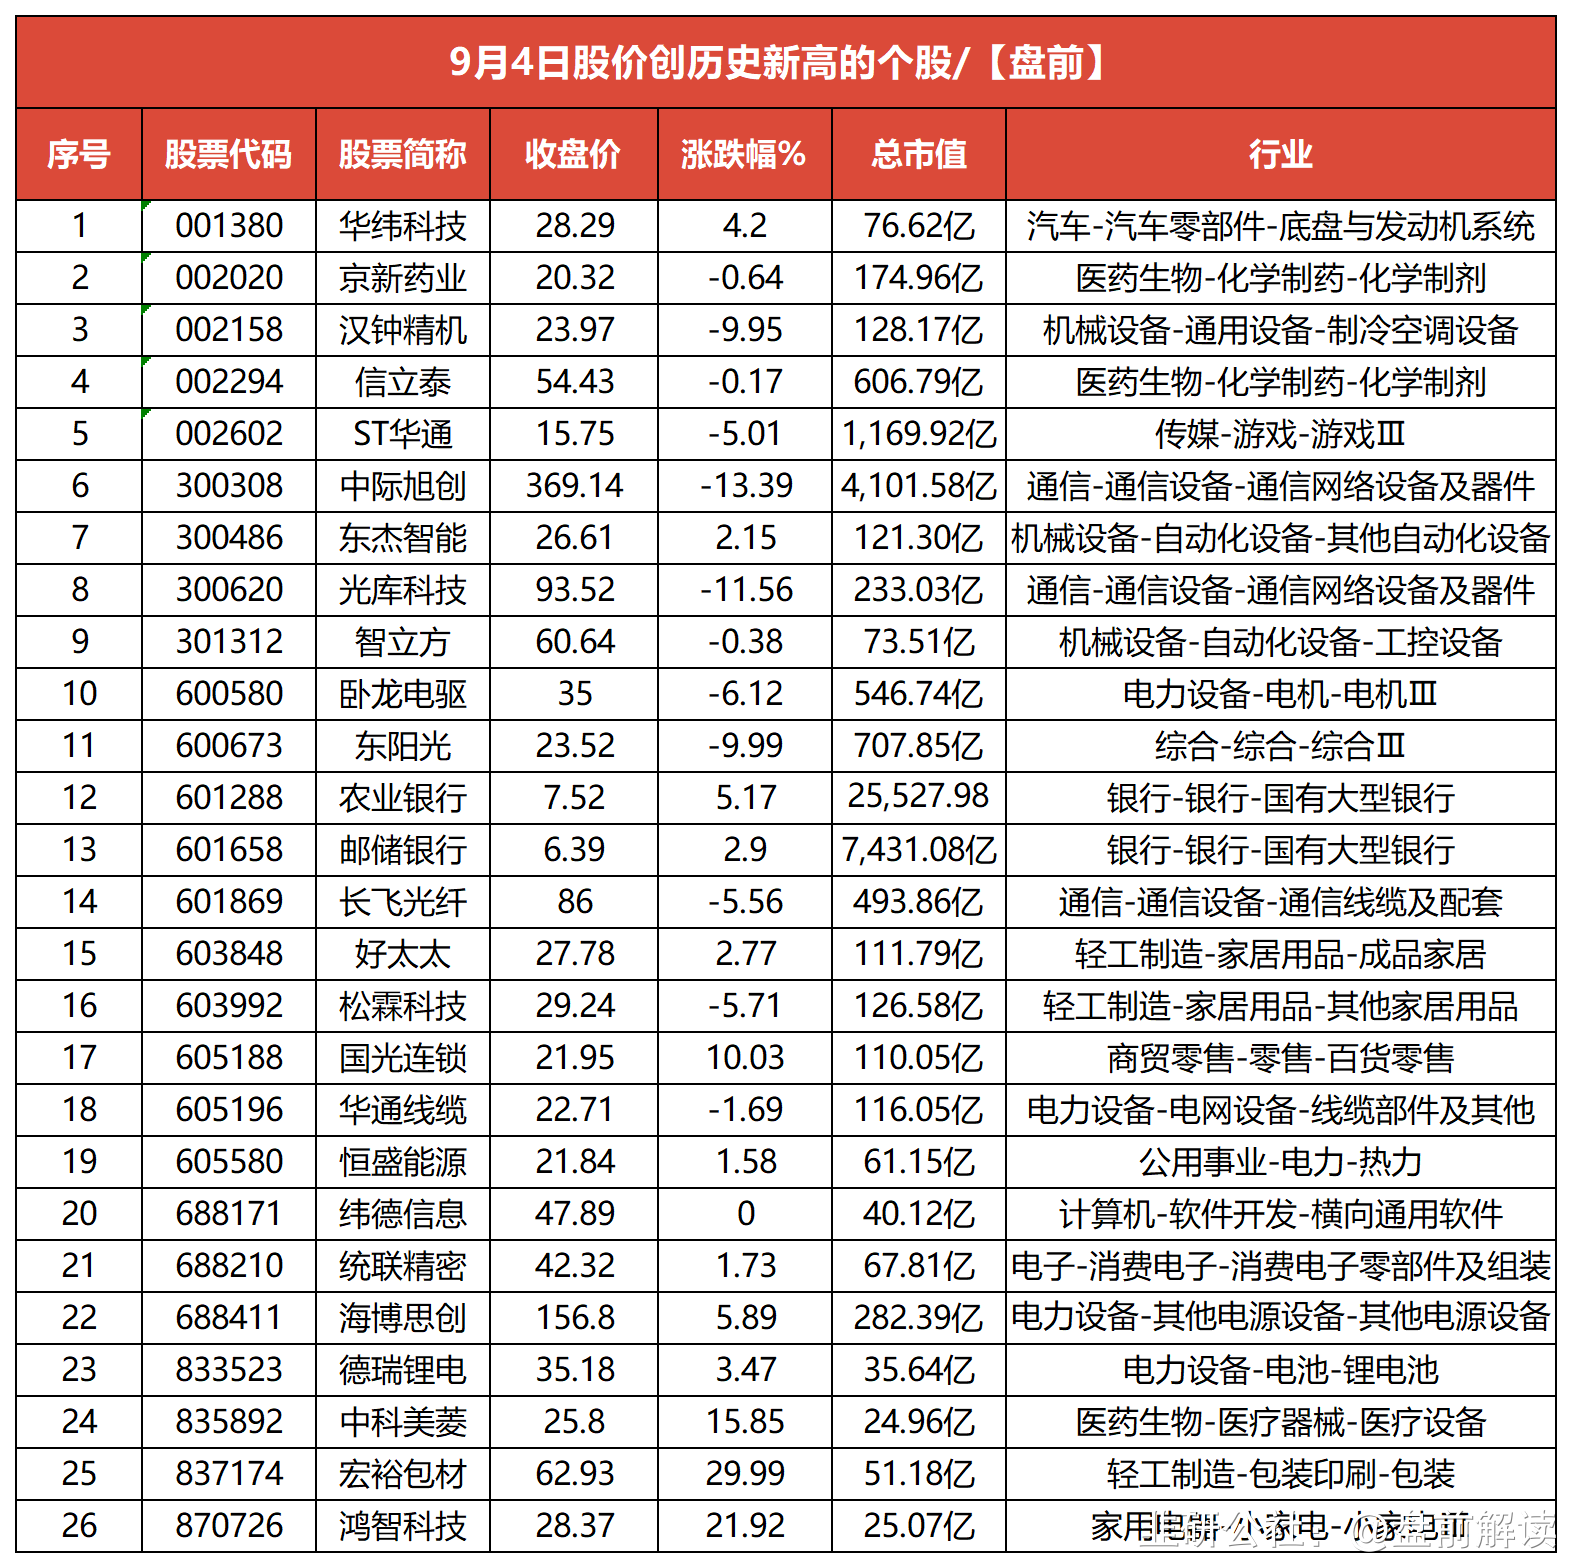 9月4日股价创历史新高的个股/【盘前】
序号 股票代码 股票简称 收盘价 涨跌幅% 总市值 行业
1 001380 华纬科技 28.29 4.2 76.62亿 汽车-汽车零部件-底盘与发动机系统
2 002020 京新药业 20.32 -0.64 174.96亿 医药生物-化学制药-化学制剂
3 002158 汉钟精机 23.97 -9.95 128.17亿 机械设备-通用设备-制冷空调设备
4 002294 信立泰 54.43 -0.17 606.79亿 医药生物-化学制药-化学制剂
5 002602 ST华通 15.75 -5.01 1,169.92亿 传媒-游戏-游戏Ⅲ
6 300308 中际旭创 369.14 -13.39 4,101.58亿 通信-通信设备-通信网络设备及器件
7 300486 东杰智能 26.61 2.15 121.30亿 机械设备-自动化设备-其他自动化设备
8 300620 光库科技 93.52 -11.56 233.03亿 通信-通信设备-通信网络设备及器件
9 301312 智立方 60.64 -0.38 73.51亿 机械设备-自动化设备-工控设备
10 600580 卧龙电驱 35 -6.12 546.74亿 电力设备-电机-电机Ⅲ
11 600673 东阳光 23.52 -9.99 707.85亿 综合-综合-综合Ⅲ
12 601288 农业银行 7.52 5.17 25,527.98 银行-银行-国有大型银行
13 601658 邮储银行 6.39 2.9 7,431.08亿 银行-银行-国有大型银行
14 601869 长飞光纤 86 -5.56 493.86亿 通信-通信设备-通信线缆及配套
15 603848 好太太 27.78 2.77 111.79亿 轻工制造-家居用品-成品家居
16 603992 松霖科技 29.24 -5.71 126.58亿 轻工制造-家居用品-其他家居用品
17 605188 国光连锁 21.95 10.03 110.05亿 商贸零售-零售-百货零售
18 605196 华通线缆 22.71 -1.69 116.05亿 电力设备-电网设备-线缆部件及其他
19 605580 恒盛能源 21.84 1.58 61.15亿 公用事业-电力-热力
20 688171 纬德信息 47.89 0 40.12亿 计算机-软件开发-横向通用软件
21 688210 统联精密 42.32 1.73 67.81亿 电子-消费电子-消费电子零部件及组装
22 688411 海博思创 156.8 5.89 282.39亿 电力设备-其他电源设备-其他电源设备
23 833523 德瑞锂电 35.18 3.47 35.64亿 电力设备-电池-锂电池
24 835892 中科美菱 25.8 15.85 24.96亿 医药生物-医疗器械-医疗设备
25 837174 宏裕包材 62.93 29.99 51.18亿 轻工制造-包装印刷-包装
26 870726 鸿智科技 28.37 21.92 25.07亿 家用电器-小家电-小家电Ⅲ
@盘前解读